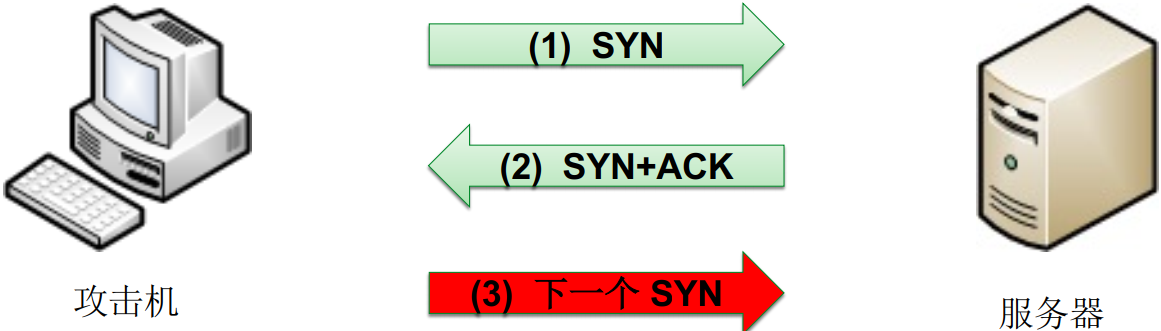 (1) SYN
(2) SYN+ACK
(3) 下一个 SYN
攻击机
服务器